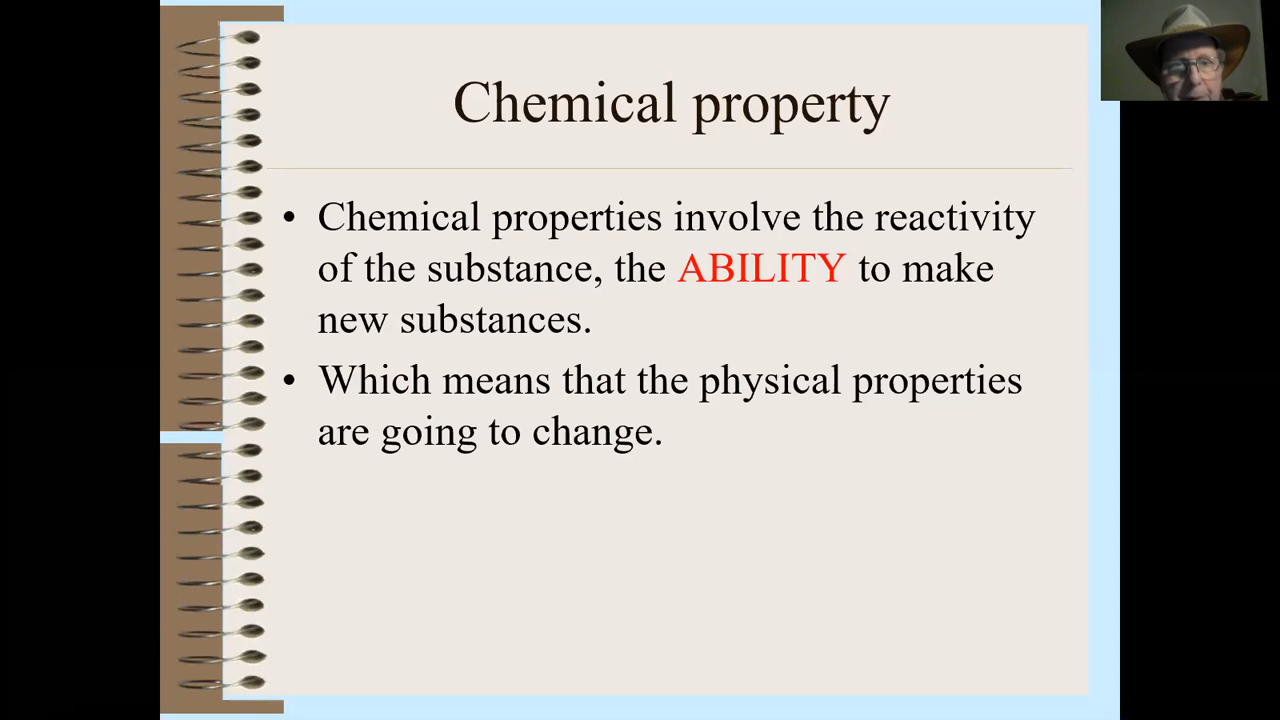 Chemical property
• Chemical properties involve the reactivity
of the substance, the ABILITY to make
new substances.
• Which means that the physical properties
are going to change.